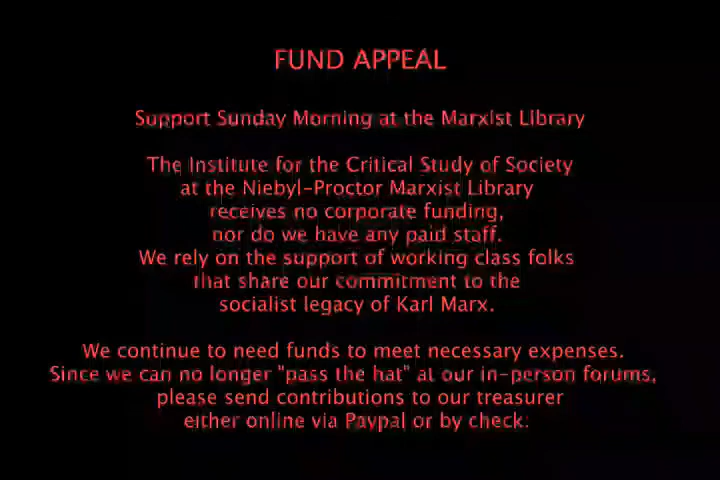 FUND APPEAL
Support Sunday Morning at the Marxist Library
The Institute for the Critical Study of Society
at the Niebyl-Proctor Marxist Library
receives no corporate funding,
nor do we have any paid staff.
We rely on the support of working class folks
that share our commitment to the
socialist legacy of Karl Marx.
We continue to need funds to meet necessary expenses.
Since we can no longer "pass the hat" at our in-person forums,
please send contributions to our treasurer
either online via Paypal or by check: